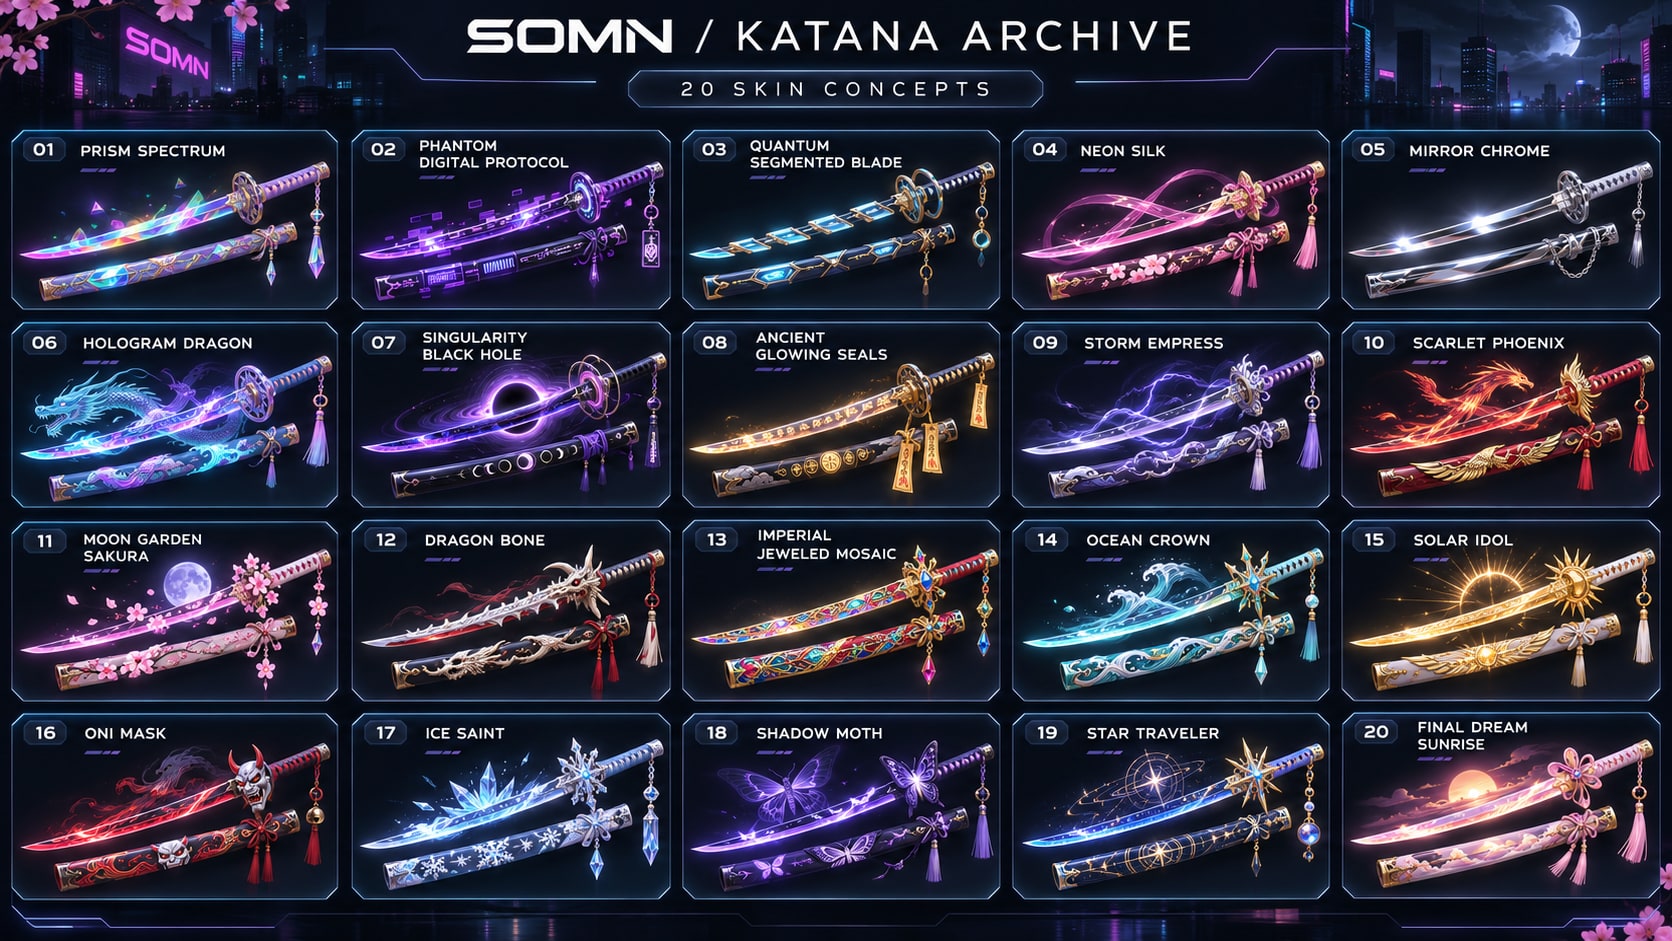 SOMN
SOMN / KATANA ARCHIVE
20 SKIN CONCEPTS
01 PRISM SPECTRUM
02 PHANTOM
DIGITAL PROTOCOL
03 QUANTUM
SEGMENTED BLADE
04 NEON SILK
05 MIRROR CHROME
06 HOLOGRAM DRAGON
07 SINGULARITY
BLACK HOLE
08 ANCIENT
GLOWING SEALS
09 STORM EMPRESS
10 SCARLET PHOENIX
11 MOON GARDEN
SAKURA
12 DRAGON BONE
13 IMPERIAL
JEWELED MOSAIC
14 OCEAN CROWN
15 SOLAR IDOL
16 ONI MASK
17 ICE SAINT
18 SHADOW MOTH
19 STAR TRAVELER
20 FINAL DREAM
SUNRISE